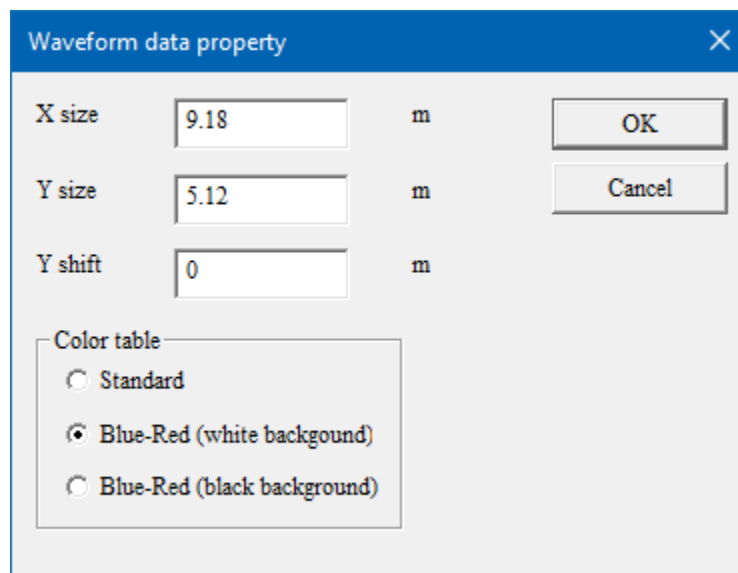 Waveform data property
X size 9.18 m OK
Y size 5.12 m Cancel
Y shift 0 m
Color table
Standard
Blue-Red (white backgound)
Blue-Red (black background)